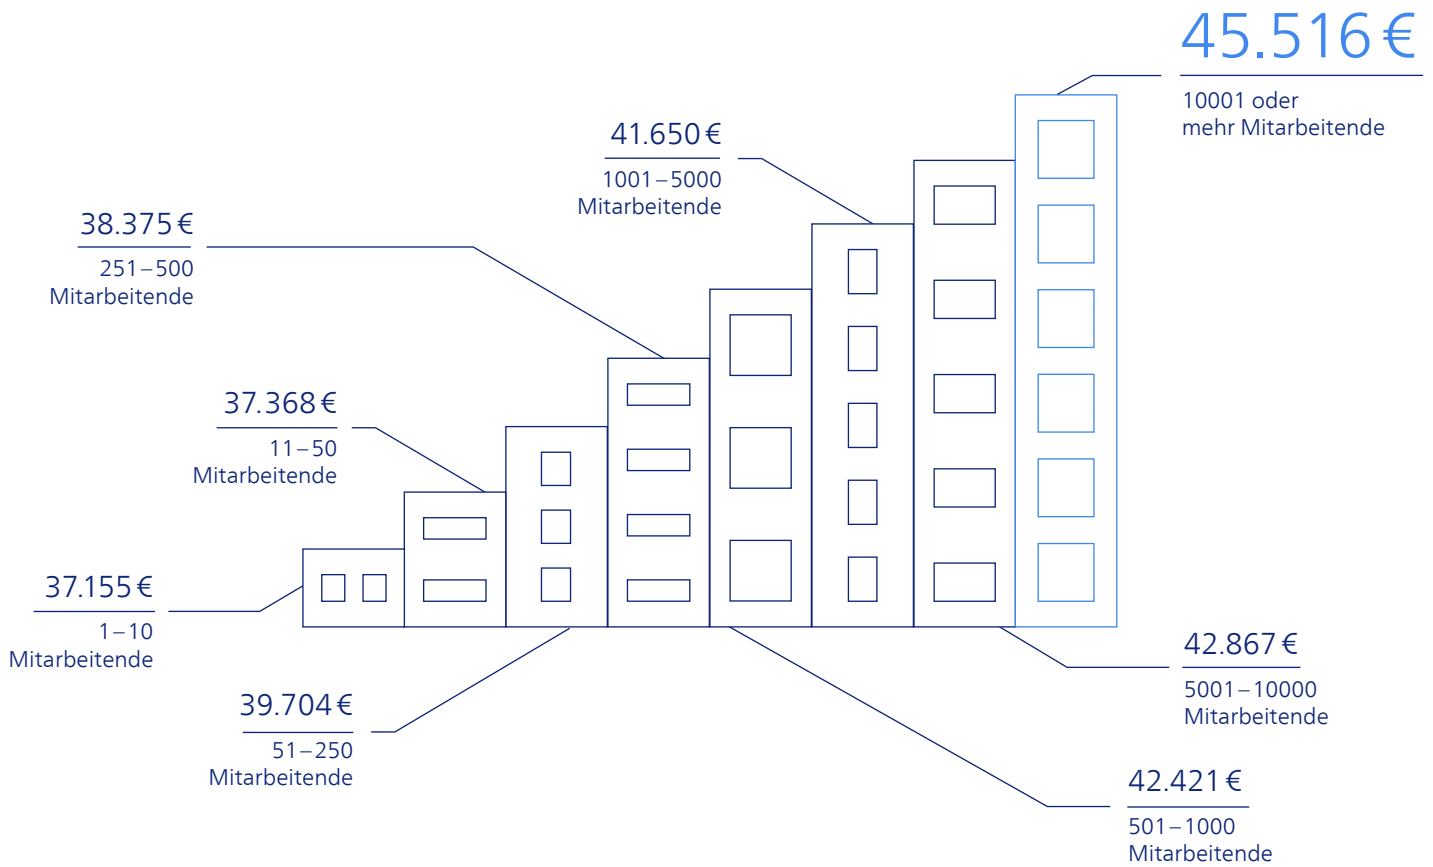 45.516 €
10001 oder
mehr Mitarbeitende
41.650 €
1001–5000
Mitarbeitende
38.375 €
251–500
Mitarbeitende
37.368 €
11–50
Mitarbeitende
37.155 €
1–10
Mitarbeitende
39.704 €
51–250
Mitarbeitende
42.867 €
5001–10000
Mitarbeitende
42.421 €
501–1000
Mitarbeitende